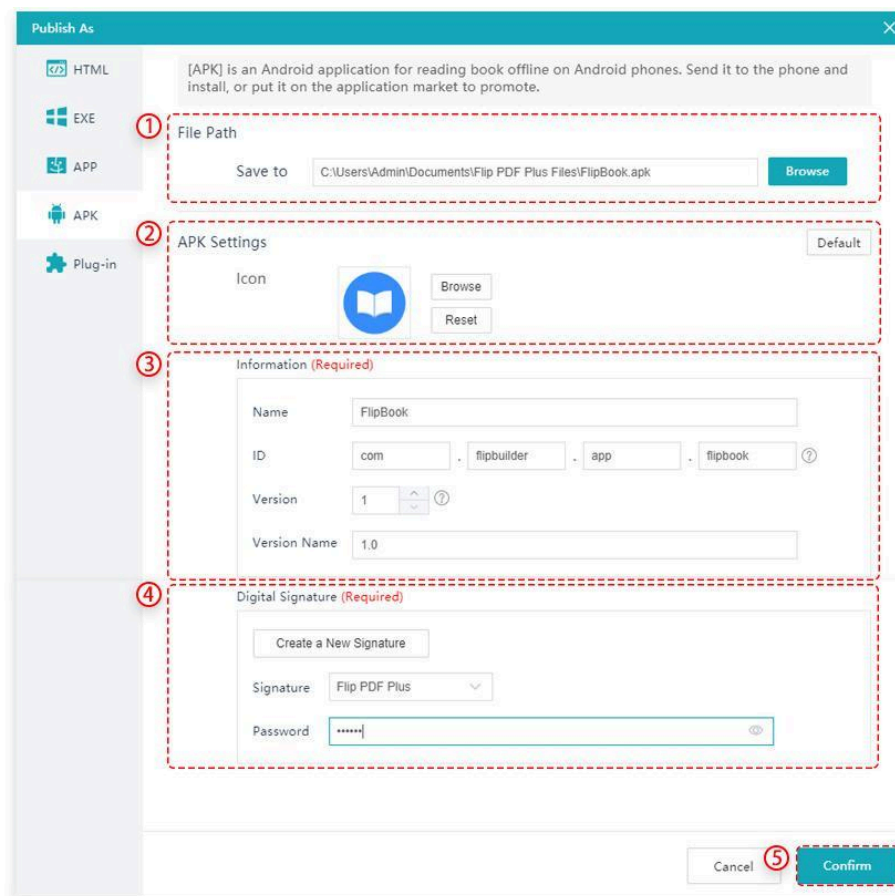 Publish As
HTML
EXE
APP
APK
Plug-in
[APK] is an Android application for reading book offline on Android phones. Send it to the phone and
install, or put it on the application market to promote.
① File Path
Save to C:\Users\Admin\Documents\Flip PDF Plus Files\FlipBook.apk Browse
② APK Settings Default
Icon Browse
Reset
③ Information (Required)
Name FlipBook
ID com . flipbuilder . app . flipbook ?
Version 1 ?
Version Name 1.0
④ Digital Signature (Required)
Create a New Signature
Signature Flip PDF Plus
Password ••••••
Cancel ⑤ Confirm